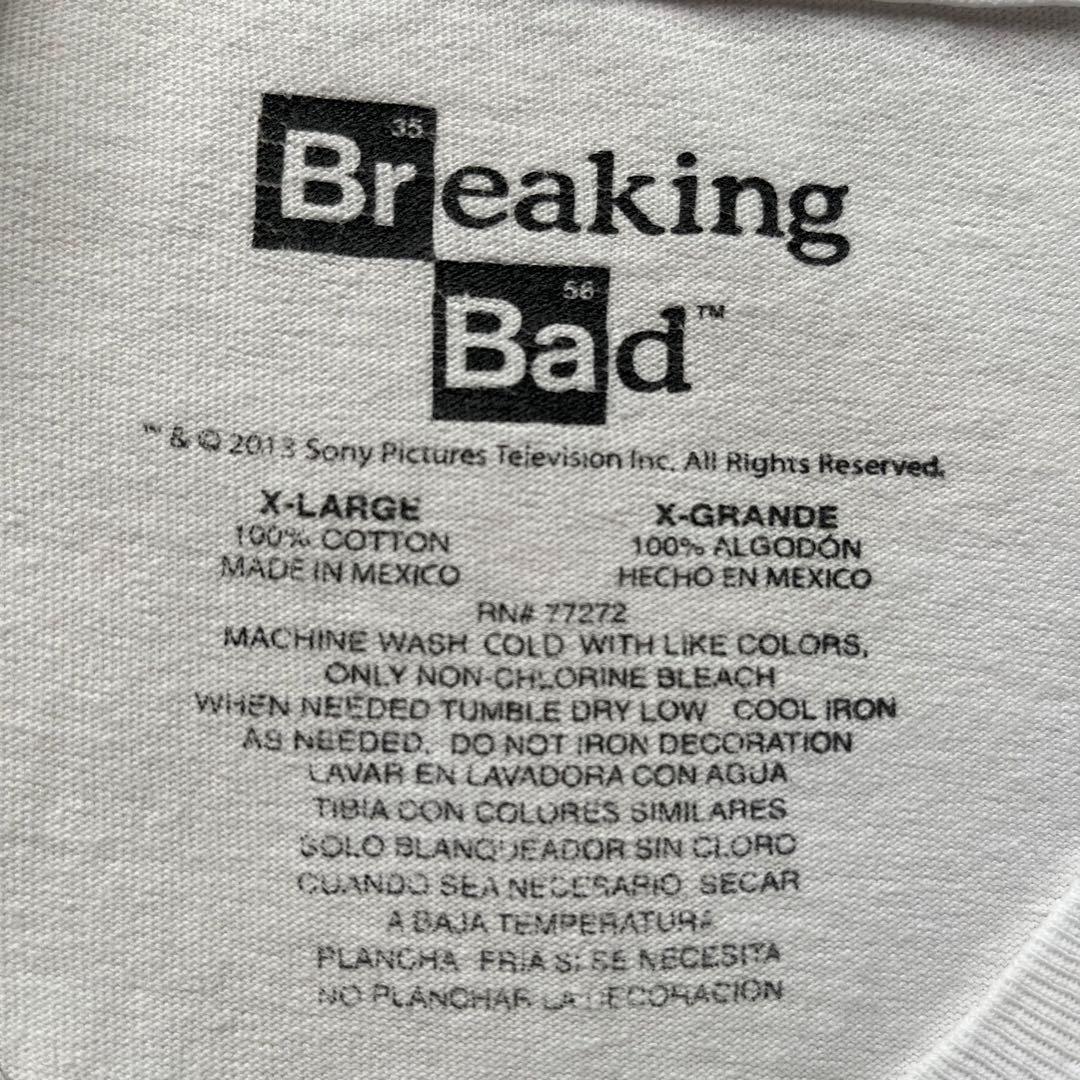 35
Breaking
56
Bad™
™ & © 2013 Sony Pictures Television Inc. All Rights Reserved.
X-LARGE
100% COTTON
MADE IN MEXICO
X-GRANDE
100% ALGODÓN
HECHO EN MEXICO
RN# 77272
MACHINE WASH COLD WITH LIKE COLORS,
ONLY NON-CHLORINE BLEACH
WHEN NEEDED TUMBLE DRY LOW COOL IRON
AS NEEDED. DO NOT IRON DECORATION
LAVAR EN LAVADORA CON AGUA
TIBIA CON COLORES SIMILARES
SOLO BLANQUEADOR SIN CLORO
CUANDO SEA NECESARIO SECAR
A BAJA TEMPERATURA
PLANCHA FRIA SI SE NECESITA
NO PLANCHAR LA DECORACION